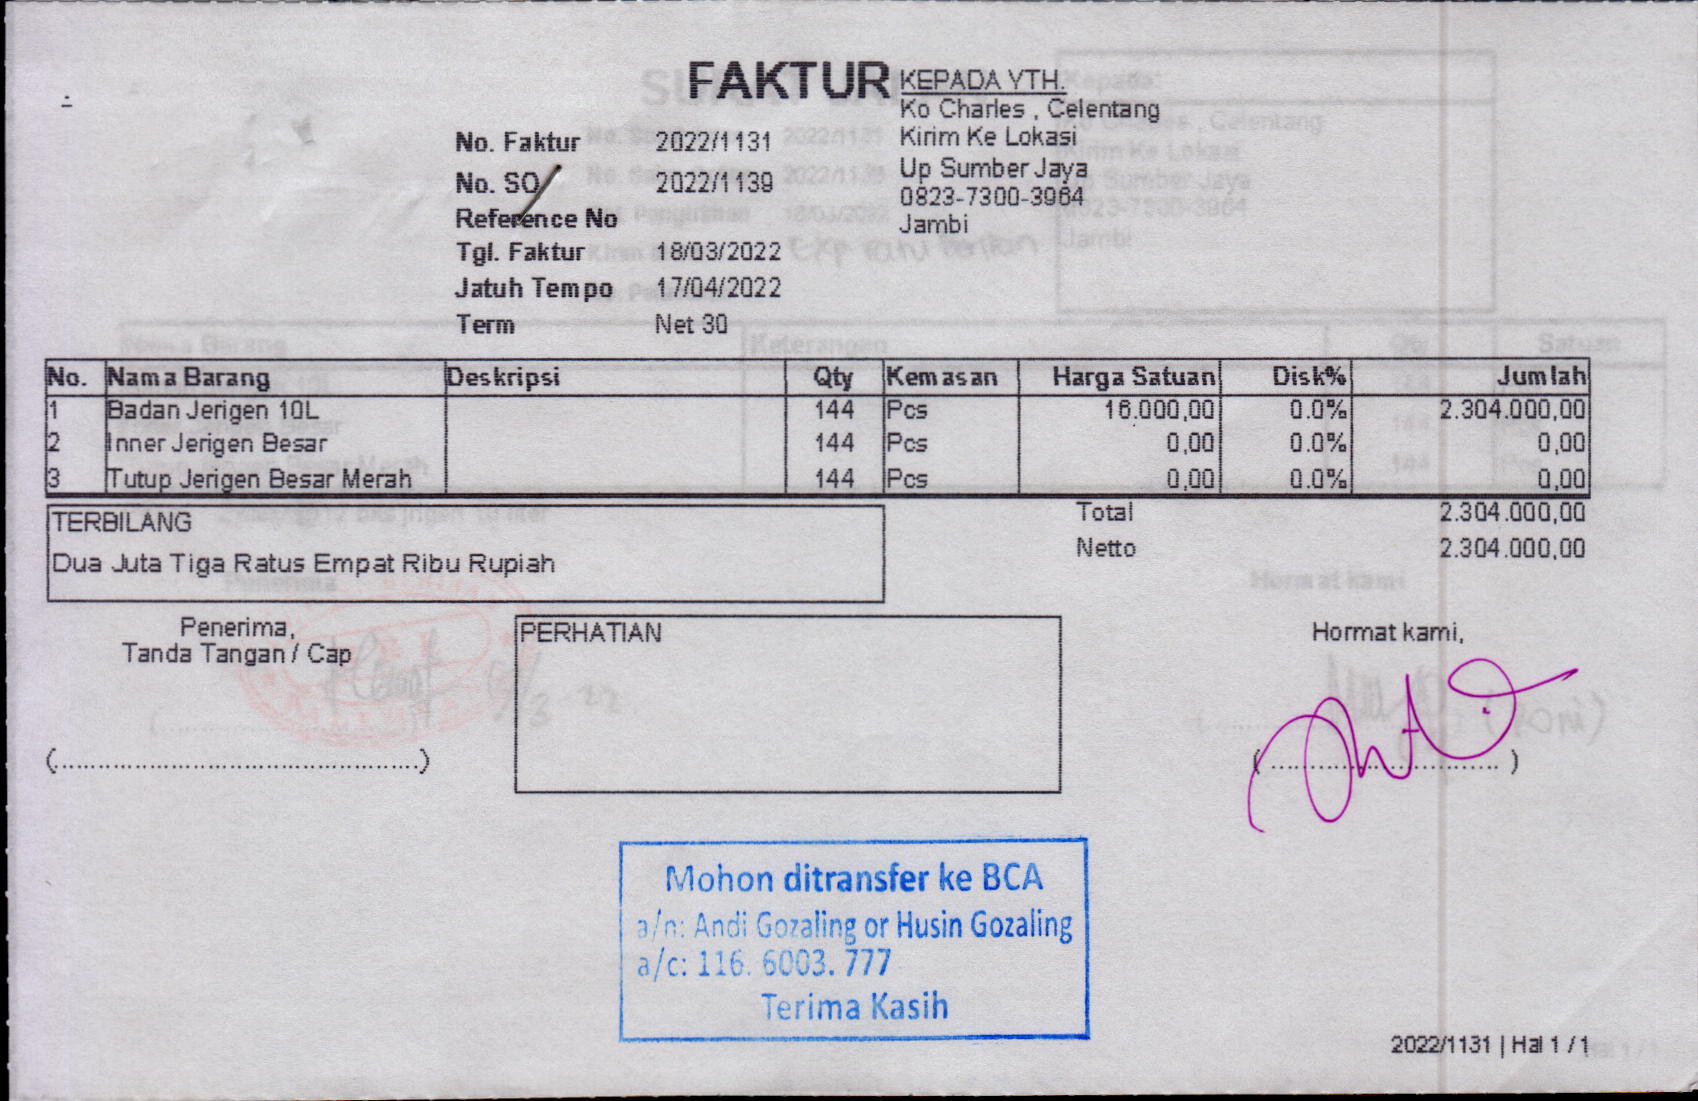 FAKTUR
KEPADA YTH.
Ko Charles , Celentang
Kirim Ke Lokasi
Up Sumber Jaya
0823-7300-3964
Jambi
No. Faktur 2022/1131
No. SO 2022/1139
Reference No
Tgl. Faktur 18/03/2022
Jatuh Tempo 17/04/2022
Term Net 30
No. Nama Barang Deskripsi Qty Kemasan Harga Satuan Disk% Jumlah
1 Badan Jerigen 10L 144 Pcs 16.000,00 0.0% 2.304.000,00
2 Inner Jerigen Besar 144 Pcs 0,00 0.0% 0,00
3 Tutup Jerigen Besar Merah 144 Pcs 0,00 0.0% 0,00
Total 2.304.000,00
Netto 2.304.000,00
TERBILANG
Dua Juta Tiga Ratus Empat Ribu Rupiah
Penerima,
Tanda Tangan / Cap
(................................................)
PERHATIAN
Hormat kami,
(.............................. )
Mohon ditransfer ke BCA
a/n: Andi Gozaling or Husin Gozaling
a/c: 116. 6003. 777
Terima Kasih
2022/1131 | Hal 1 / 1